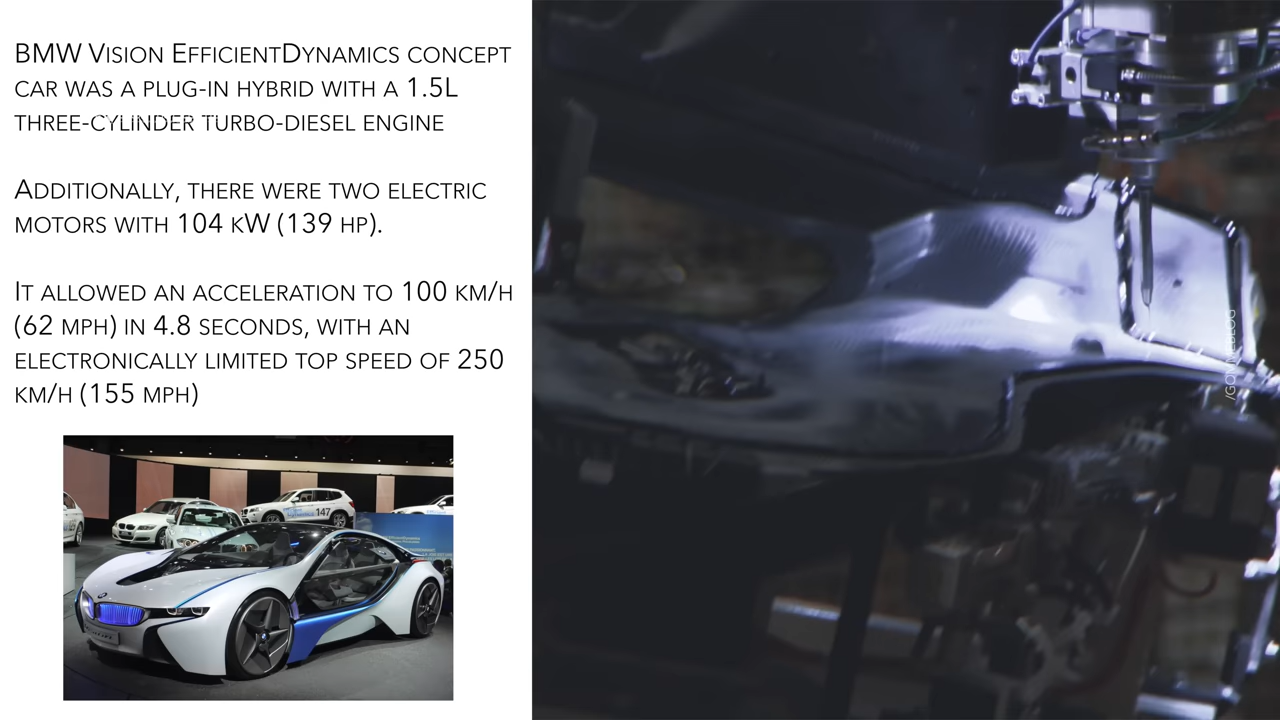 BMW Vision EfficientDynamics concept
car was a plug-in hybrid with a 1.5L
three-cylinder turbo-diesel engine
Additionally, there were two electric
motors with 104 kW (139 hp).
It allowed an acceleration to 100 km/h
(62 mph) in 4.8 seconds, with an
electronically limited top speed of 250
km/h (155 mph)
147